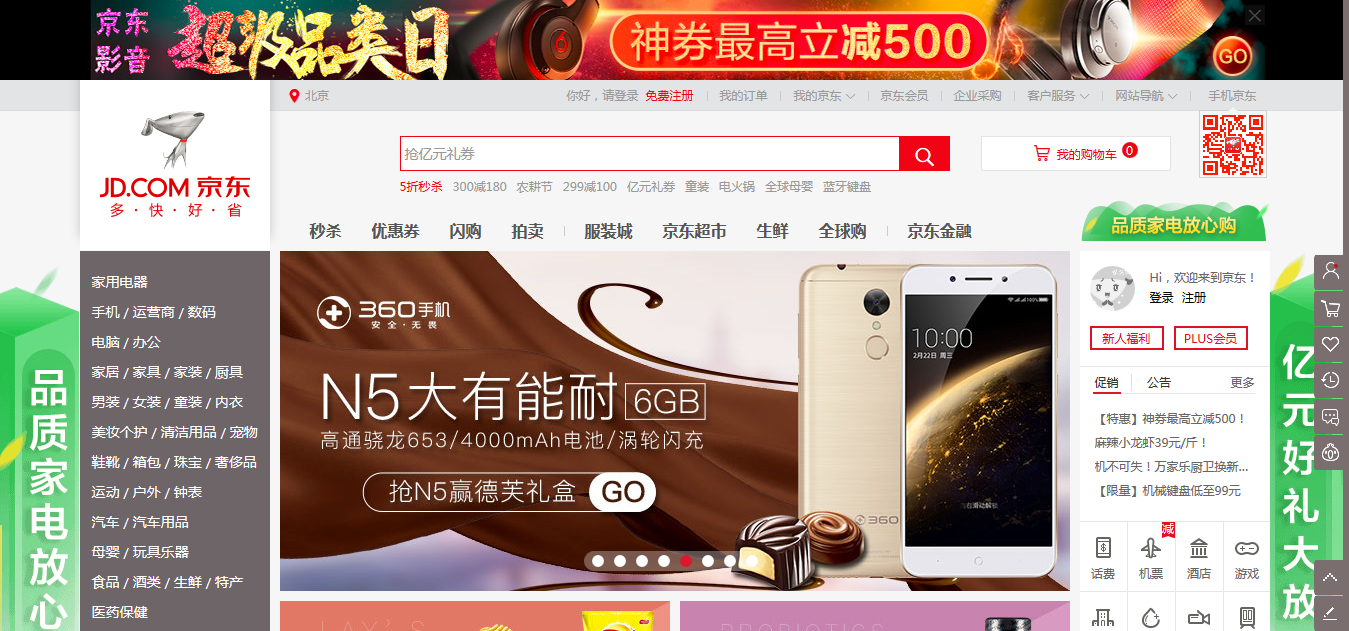 京东
影音
超级品类日
神券最高立减500
GO
北京
你好，请登录 免费注册 我的订单 我的京东 京东会员 企业采购 客户服务 网站导航 手机京东
JD.COM 京东
多·快·好·省
抢亿元礼券
我的购物车 0
5折秒杀 300减180 农耕节 299减100 亿元礼券 童装 电火锅 全球母婴 蓝牙键盘
秒杀 优惠券 闪购 拍卖 服装城 京东超市 生鲜 全球购 京东金融
品质家电放心购
家用电器
手机 / 运营商 / 数码
电脑 / 办公
家居 / 家具 / 家装 / 厨具
男装 / 女装 / 童装 / 内衣
美妆个护 / 清洁用品 / 宠物
鞋靴 / 箱包 / 珠宝 / 奢侈品
运动 / 户外 / 钟表
汽车 / 汽车用品
母婴 / 玩具乐器
食品 / 酒类 / 生鲜 / 特产
医药保健
品质家电放心
360手机
安全·无畏
N5大有能耐 6GB
高通骁龙653/4000mAh电池/涡轮闪充
抢N5赢德芙礼盒 GO
10:00
2月22日 周三
360
LAY'S
PROBIOTICS
Hi，欢迎来到京东！
登录 注册
新人福利 PLUS会员
促销 公告 更多
【特惠】神券最高立减500！
麻辣小龙虾39元/斤！
机不可失！万家乐厨卫换新...
【限量】机械键盘低至99元
减
话费 机票 酒店 游戏
亿元好礼大放